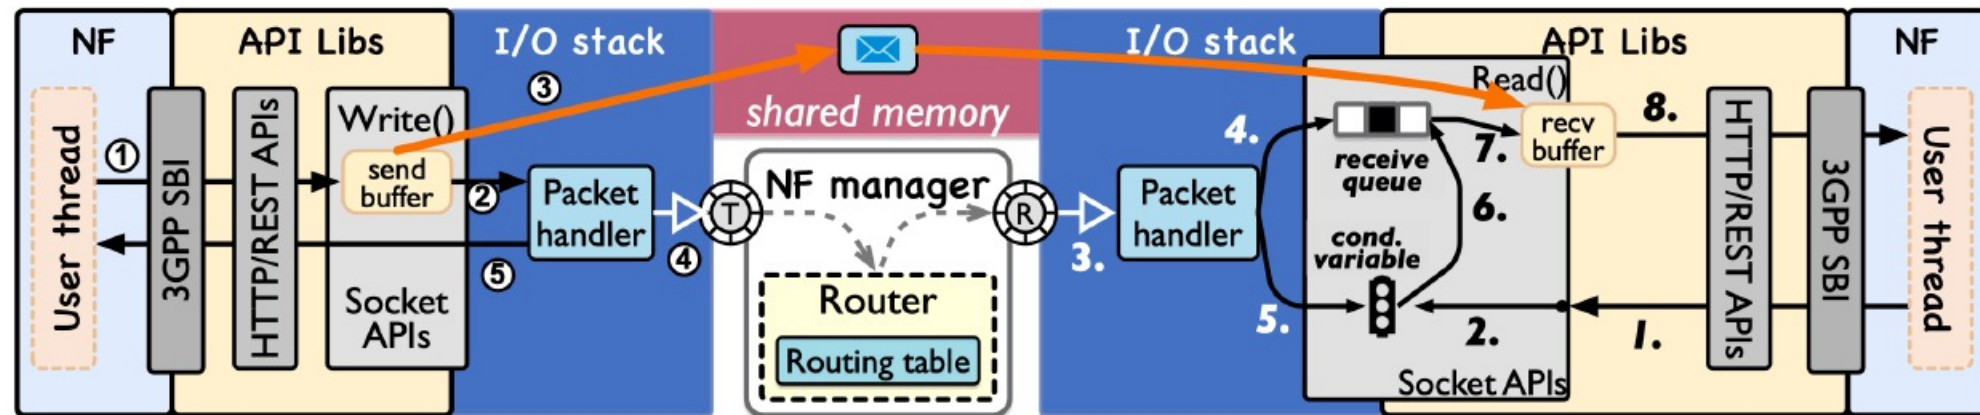 NF
API Libs
I/O stack
I/O stack
API Libs
NF
①
User thread
3GPP SBI
HTTP/REST APIs
Write()
send
buffer
Socket
APIs
③
②
⑤
Packet
handler
④
shared memory
T
NF manager
R
Router
Routing table
3.
Packet
handler
4.
5.
Read()
receive
queue
cond.
variable
7.
6.
2.
Socket APIs
recv
buffer
8.
1.
HTTP/REST APIs
3GPP SBI
User thread